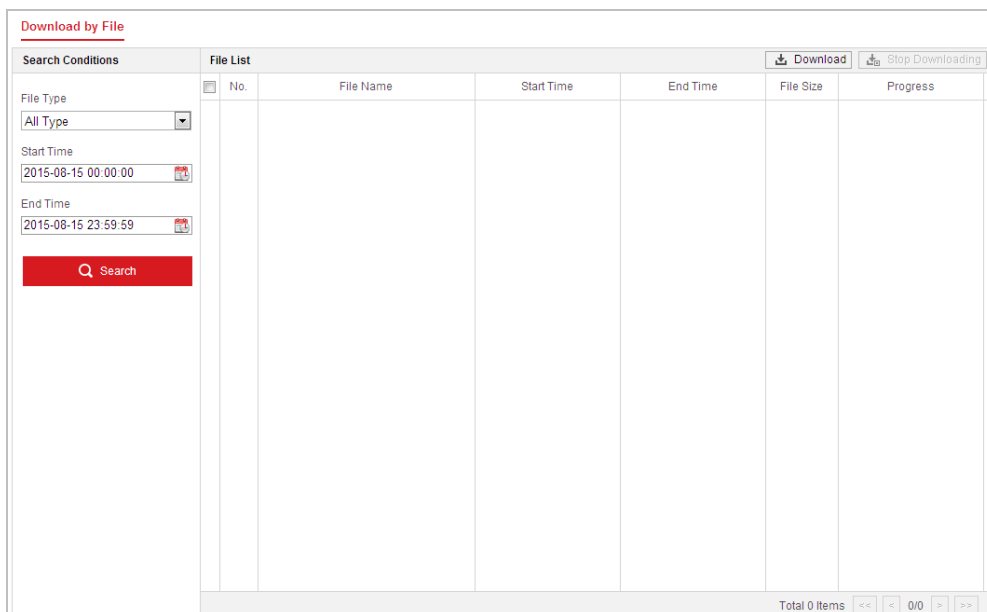 Download by File
Search Conditions
File Type
All Type
Start Time
2015-08-15 00:00:00
End Time
2015-08-15 23:59:59
Search
File List
Download
Stop Downloading
No. File Name Start Time End Time File Size Progress
Total 0 Items << < 0/0 > >>